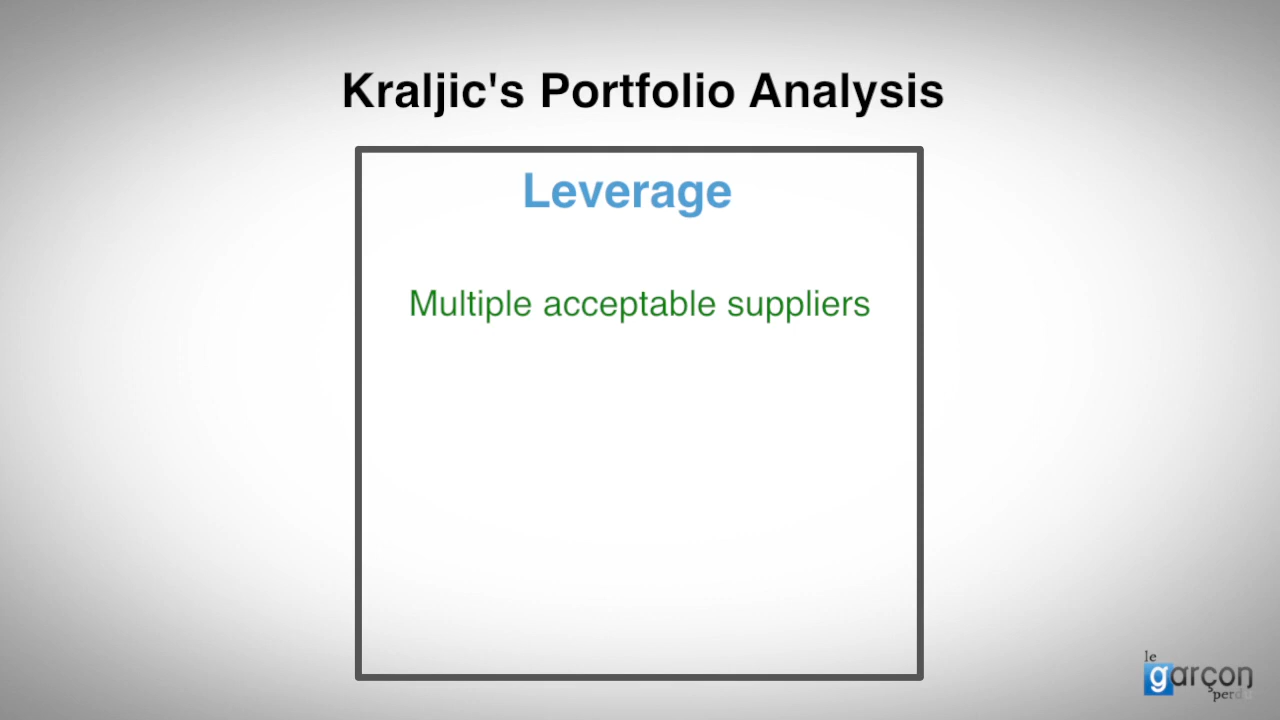 Kraljic's Portfolio Analysis
Leverage
Multiple acceptable suppliers
le
garçon
perdu